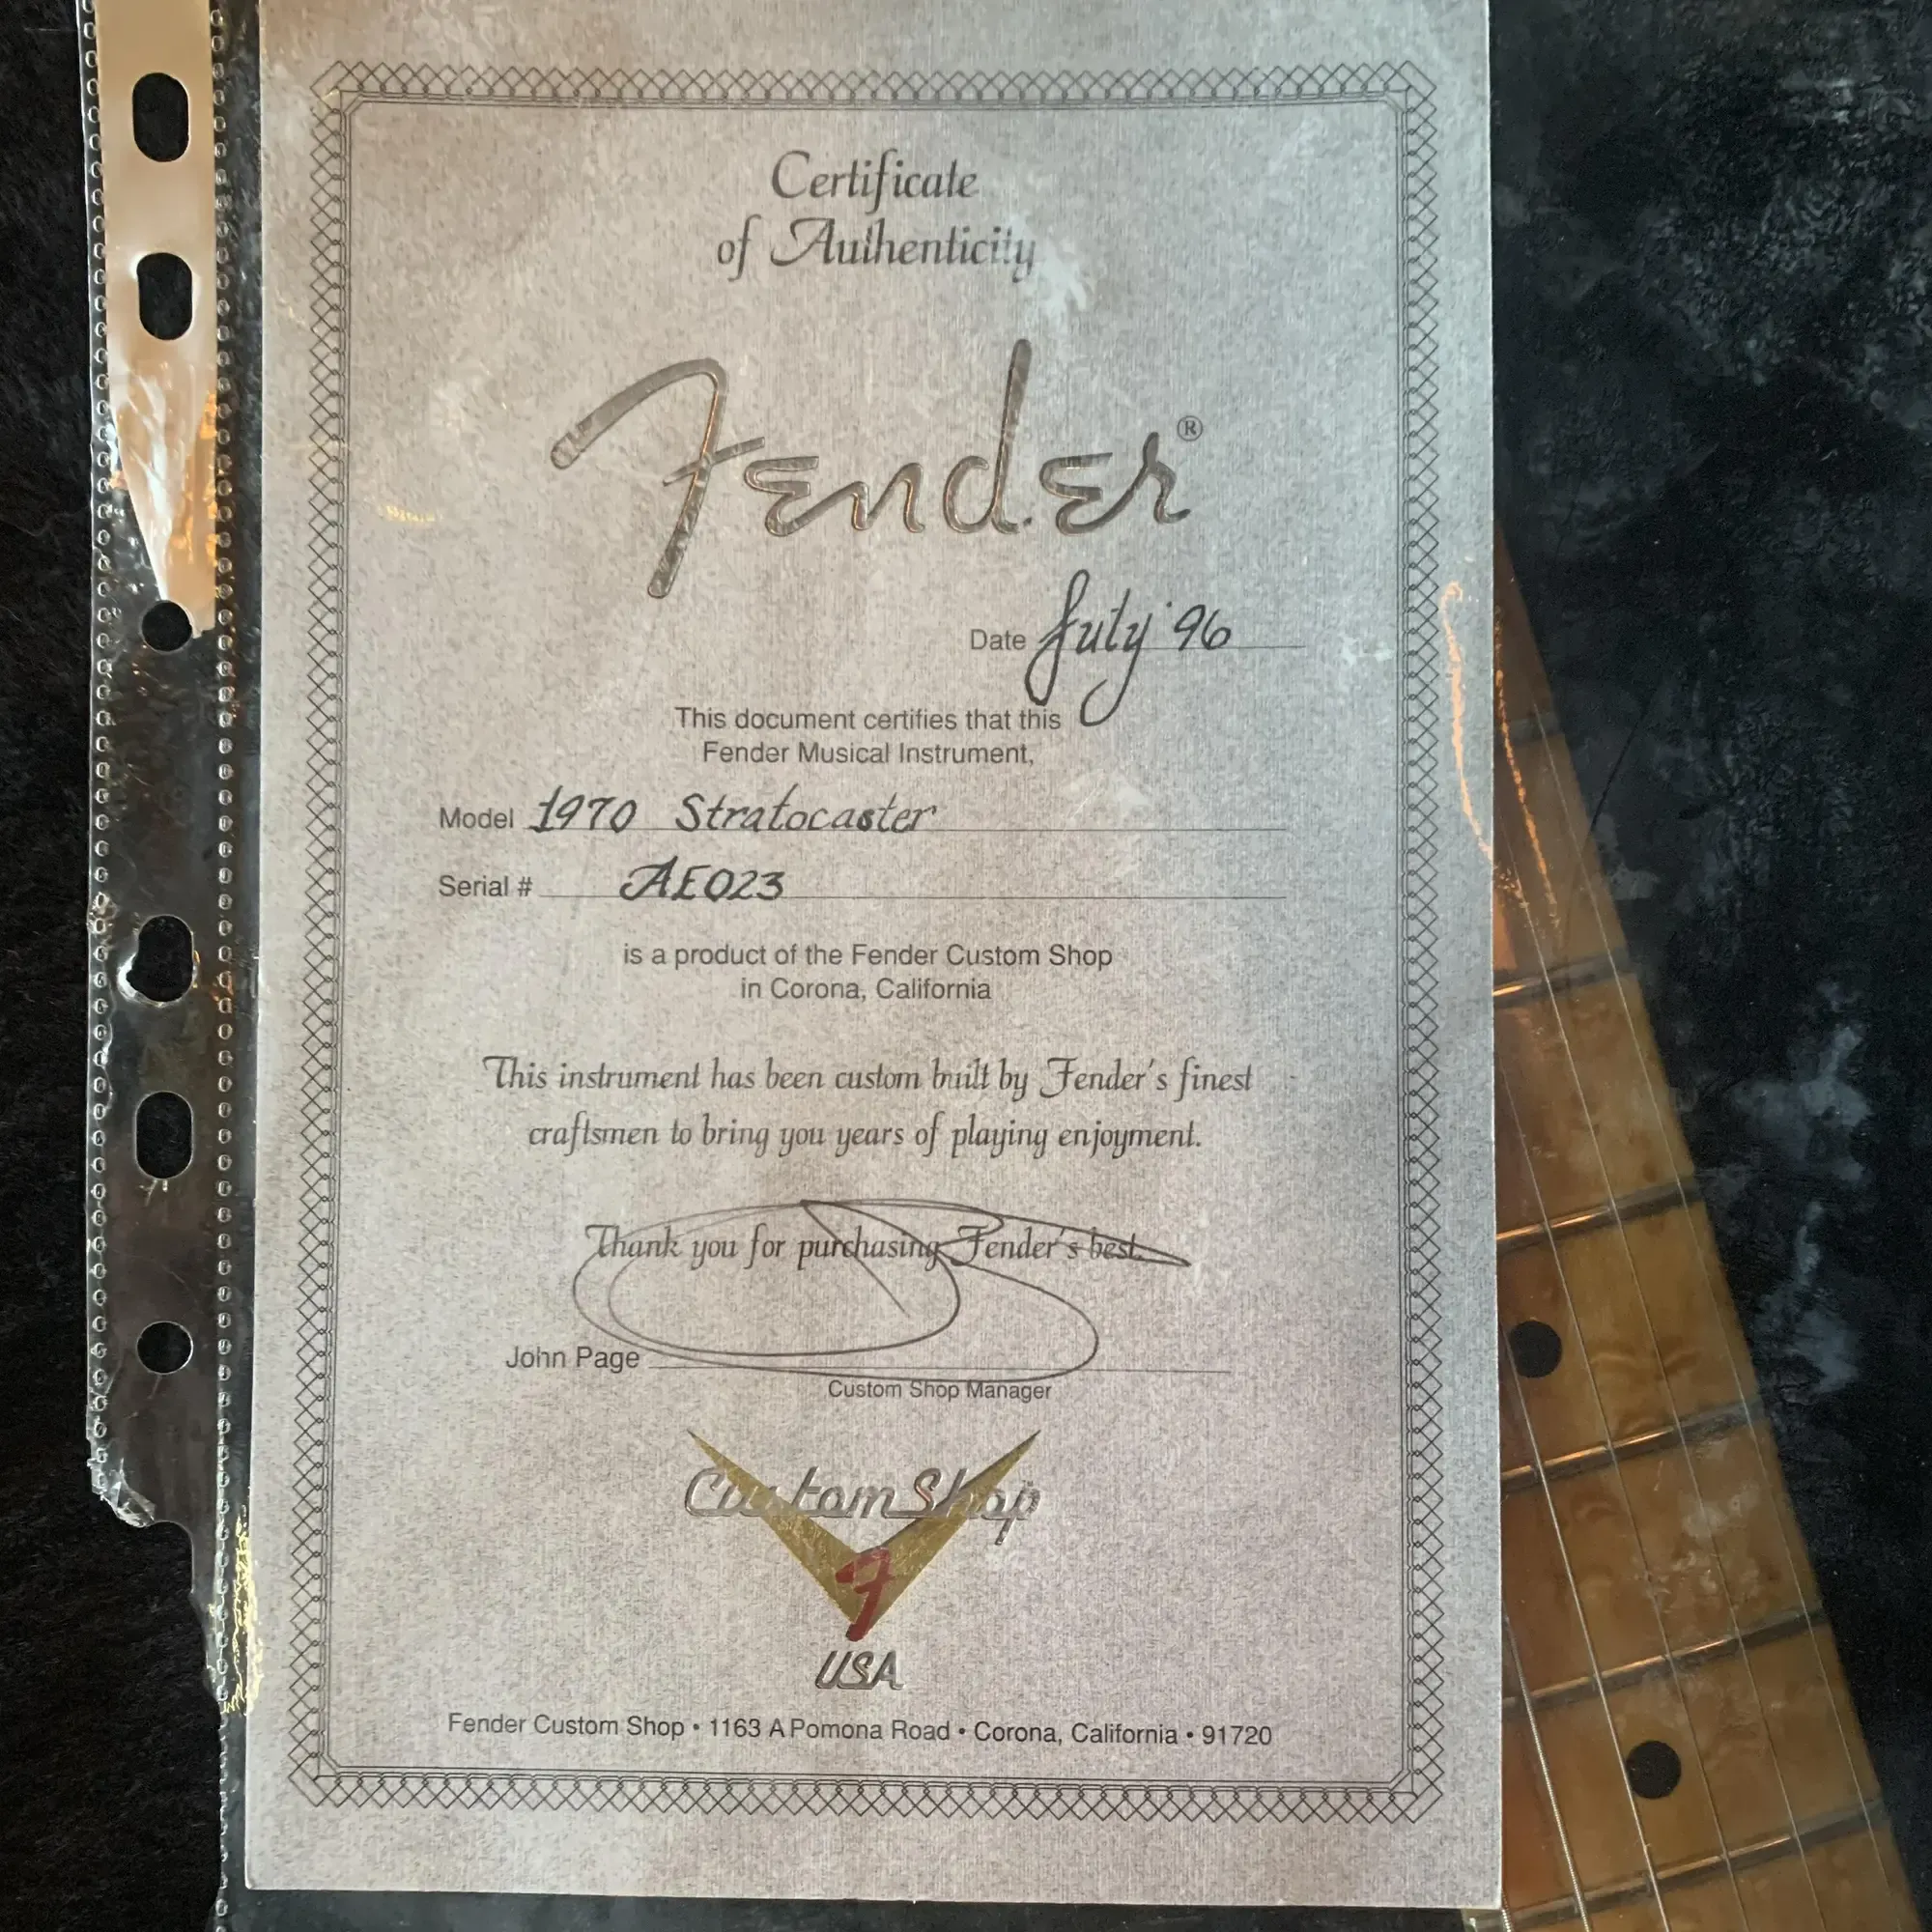 Certificate
of Authenticity
Fender®
Date July '96
This document certifies that this
Fender Musical Instrument,
Model 1970 Stratocaster
Serial # AE023
is a product of the Fender Custom Shop
in Corona, California
This instrument has been custom built by Fender's finest
craftsmen to bring you years of playing enjoyment.
Thank you for purchasing Fender's best.
John Page
Custom Shop Manager
Custom Shop
F
USA
Fender Custom Shop • 1163 A Pomona Road • Corona, California • 91720